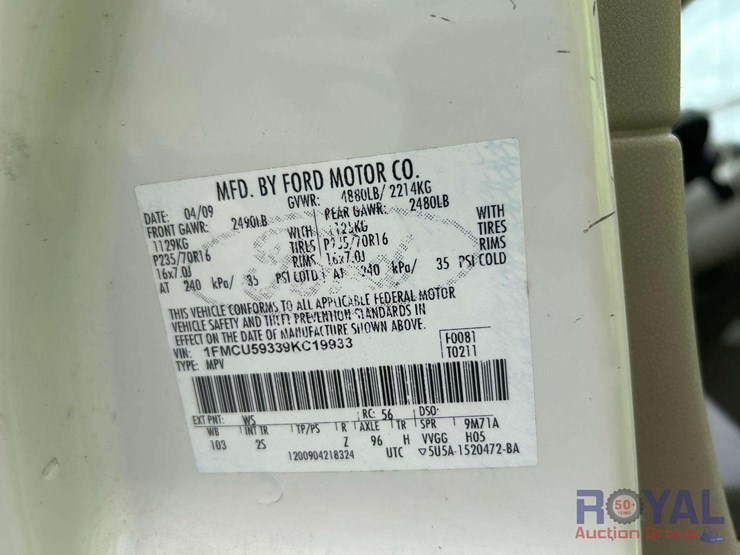 MFD. BY FORD MOTOR CO.
DATE: 04/09 GVWR: 4880LB/ 2214KG
FRONT GAWR: 2490LB REAR GAWR: 2480LB
1129KG WITH 1125KG WITH
P235/70R16 TIRES P235/70R16 TIRES
16x7.0J RIMS 16x7.0J RIMS
AT 240 kPa/ 35 PSI COLD AT 240 kPa/ 35 PSI COLD
THIS VEHICLE CONFORMS TO ALL APPLICABLE FEDERAL MOTOR
VEHICLE SAFETY AND THEFT PREVENTION STANDARDS IN
EFFECT ON THE DATE OF MANUFACTURE SHOWN ABOVE.
VIN: 1FMCU59339KC19933 F0081
TYPE: MPV T0211
EXT PNT: WS RC: 56 DSO:
WB INT TR TP/PS R AXLE TR SPR 9M71A
103 2S Z 96 H VVGG H05
1200904218324 UTC ▽5U5A-1520472-BA
ROYAL
50+
Auction Group